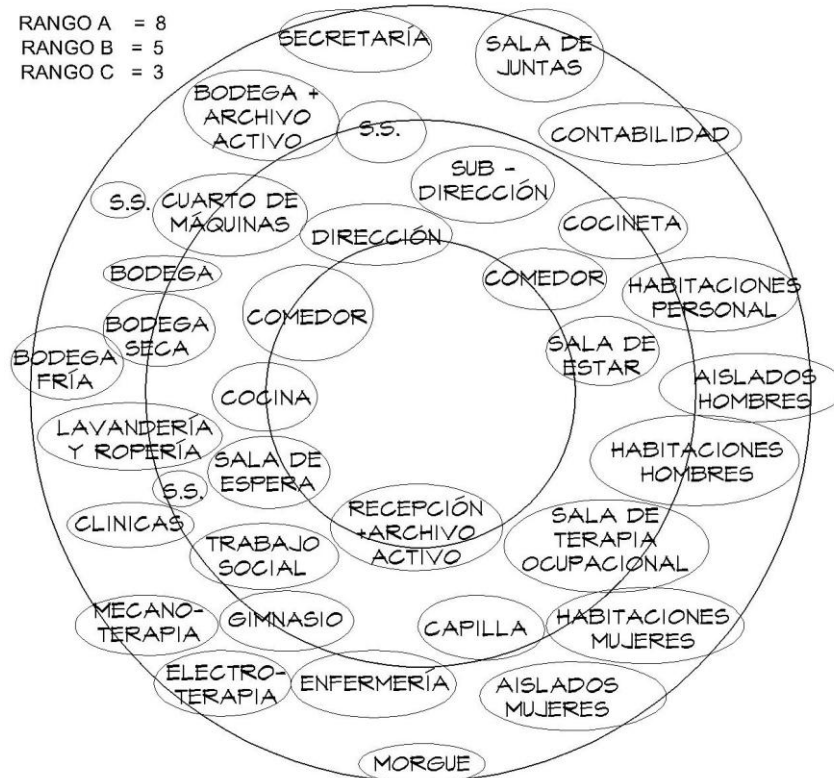 RANGO A = 8
RANGO B = 5
RANGO C = 3
SECRETARÍA
SALA DE
JUNTAS
BODEGA +
ARCHIVO
ACTIVO
S.S.
CONTABILIDAD
SUB -
DIRECCIÓN
S.S.
CUARTO DE
MÁQUINAS
DIRECCIÓN
COCINETA
BODEGA
COMEDOR
COMEDOR
HABITACIONES
PERSONAL
BODEGA
SECA
BODEGA
FRÍA
SALA DE
ESTAR
AISLADOS
HOMBRES
COCINA
LAVANDERÍA
Y ROPERÍA
SALA DE
ESPERA
HABITACIONES
HOMBRES
S.S.
CLINICAS
RECEPCIÓN
+ARCHIVO
ACTIVO
SALA DE
TERAPIA
OCUPACIONAL
TRABAJO
SOCIAL
MECANO-
TERAPIA
GIMNASIO
CAPILLA
HABITACIONES
MUJERES
ELECTRO-
TERAPIA
ENFERMERÍA
AISLADOS
MUJERES
MORGUE